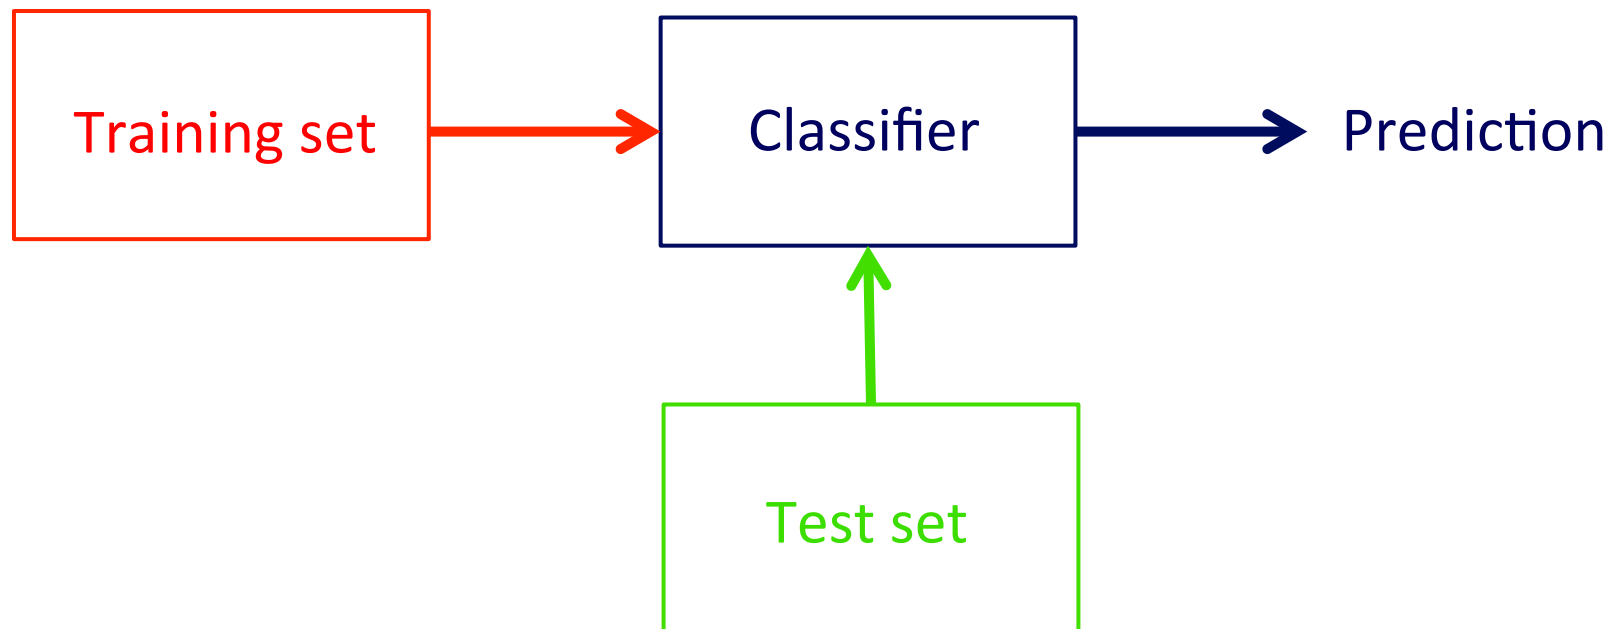 Training set
Classifier
Prediction
Test set